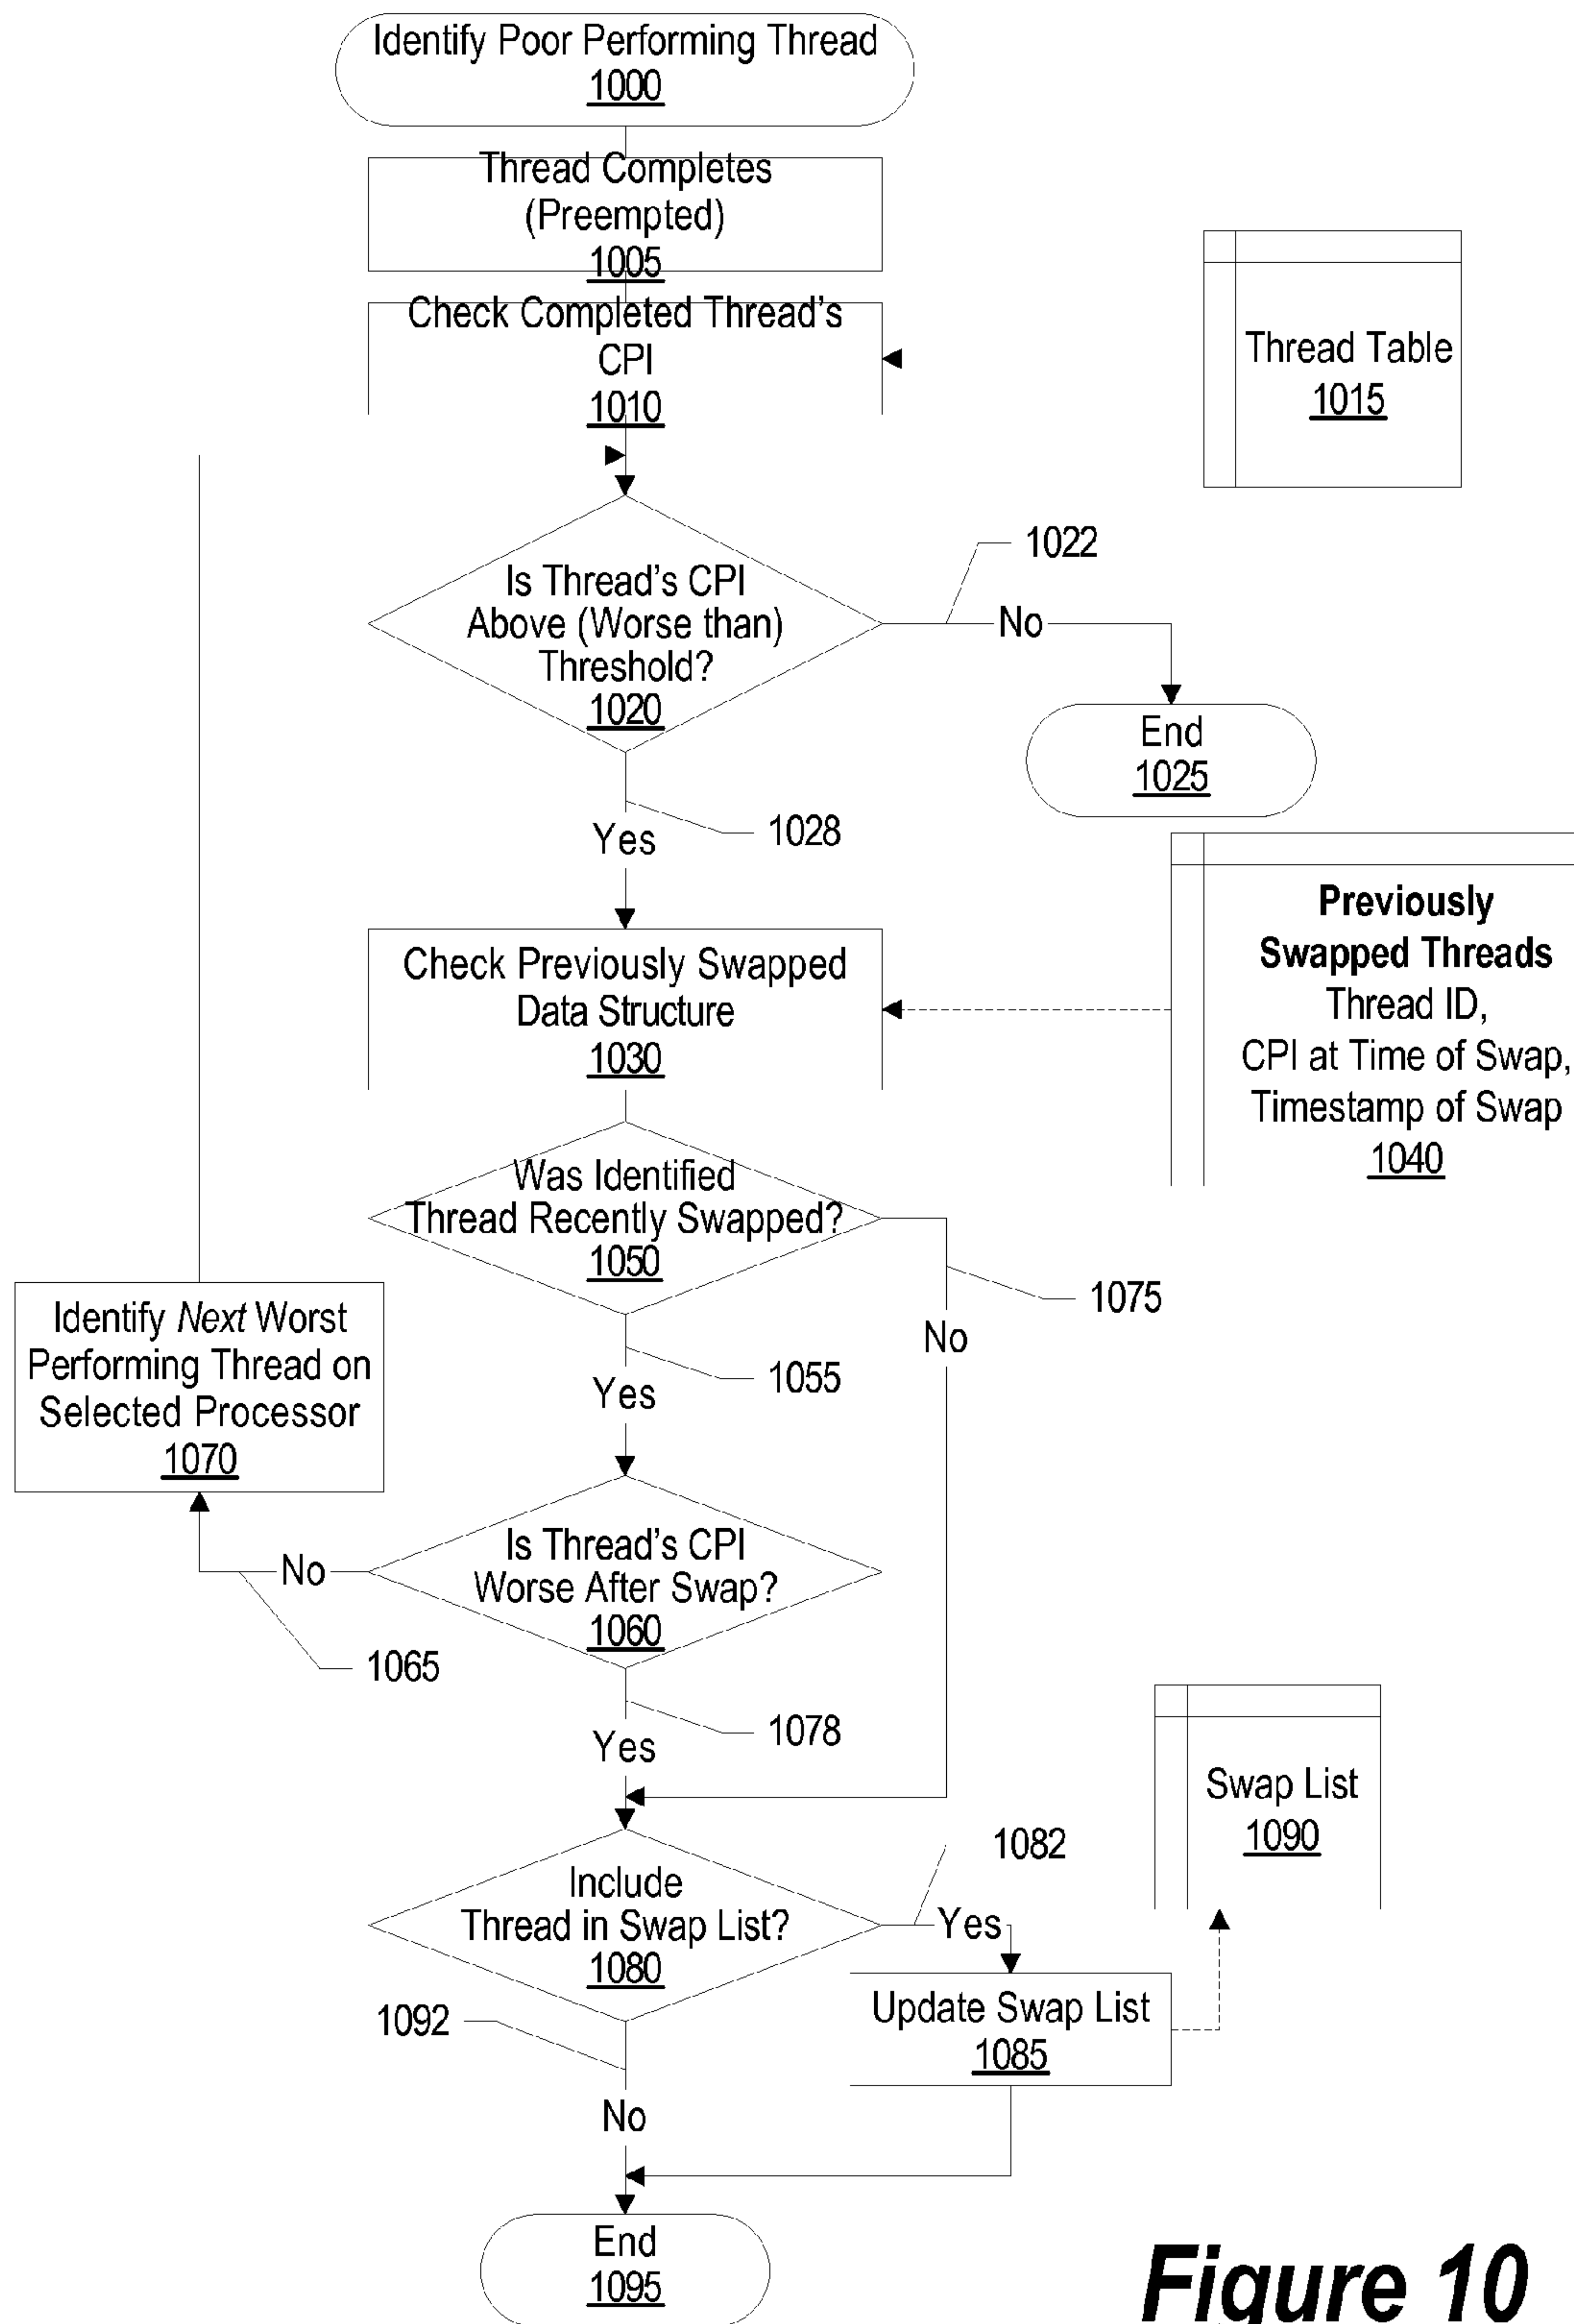 Identify Poor Performing Thread
1000
Thread Completes
(Preempted)
1005
Check Completed Thread's
CPI
1010
Thread Table
1015
1022
Is Thread's CPI
Above (Worse than)
Threshold?
1020
No
End
1025
1028
Yes
Previously
Swapped Threads
Thread ID,
CPI at Time of Swap,
Timestamp of Swap
1040
Check Previously Swapped
Data Structure
1030
Was Identified
Thread Recently Swapped?
1050
1075
No
1055
Yes
Identify Next Worst
Performing Thread on
Selected Processor
1070
Is Thread's CPI
Worse After Swap?
1060
No
1065
1078
Yes
Swap List
1090
1082
Include
Thread in Swap List?
1080
Yes
Update Swap List
1085
1092
No
End
1095
Figure 10